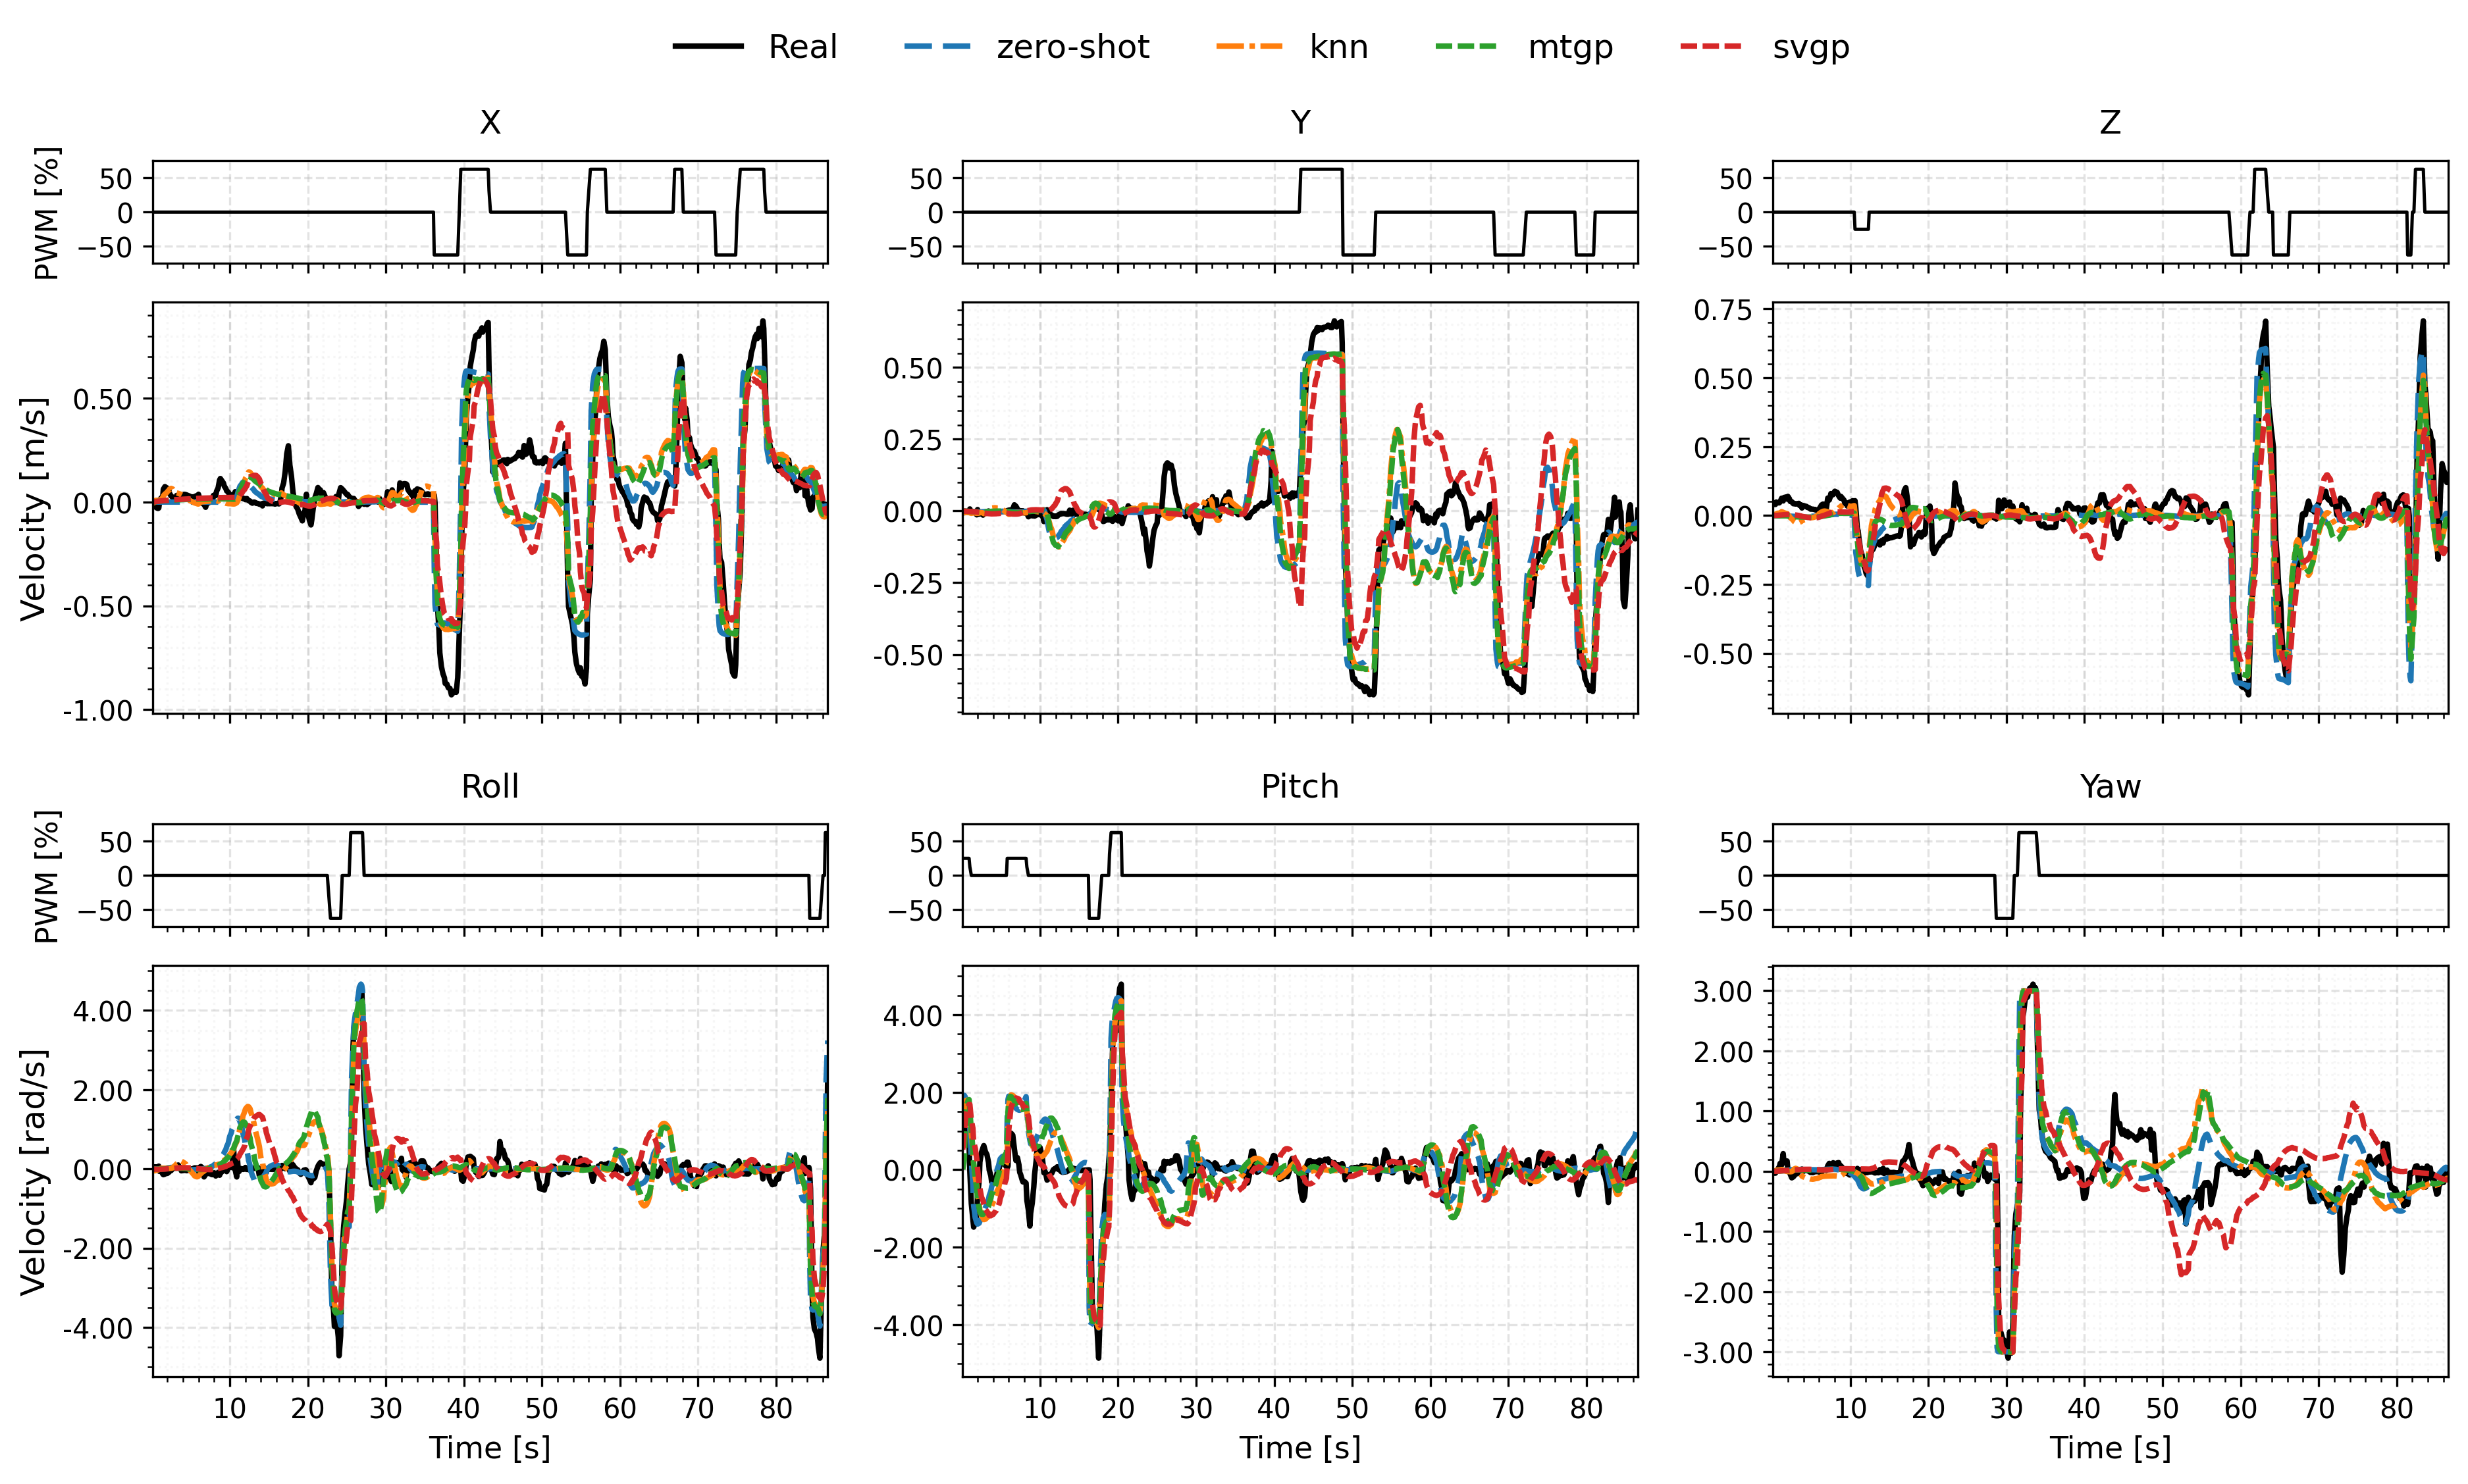 Real zero-shot knn mtgp svgp
X Y Z
PWM [%]
50 50 50
0 0 0
−50 −50 −50
Velocity [m/s]
0.50
0.00
-0.50
-1.00
0.50
0.25
0.00
-0.25
-0.50
0.75
0.50
0.25
0.00
-0.25
-0.50
Roll Pitch Yaw
PWM [%]
50 50 50
0 0 0
−50 −50 −50
Velocity [rad/s]
4.00
2.00
0.00
-2.00
-4.00
4.00
2.00
0.00
-2.00
-4.00
3.00
2.00
1.00
0.00
-1.00
-2.00
-3.00
10 20 30 40 50 60 70 80 10 20 30 40 50 60 70 80 10 20 30 40 50 60 70 80
Time [s] Time [s] Time [s]